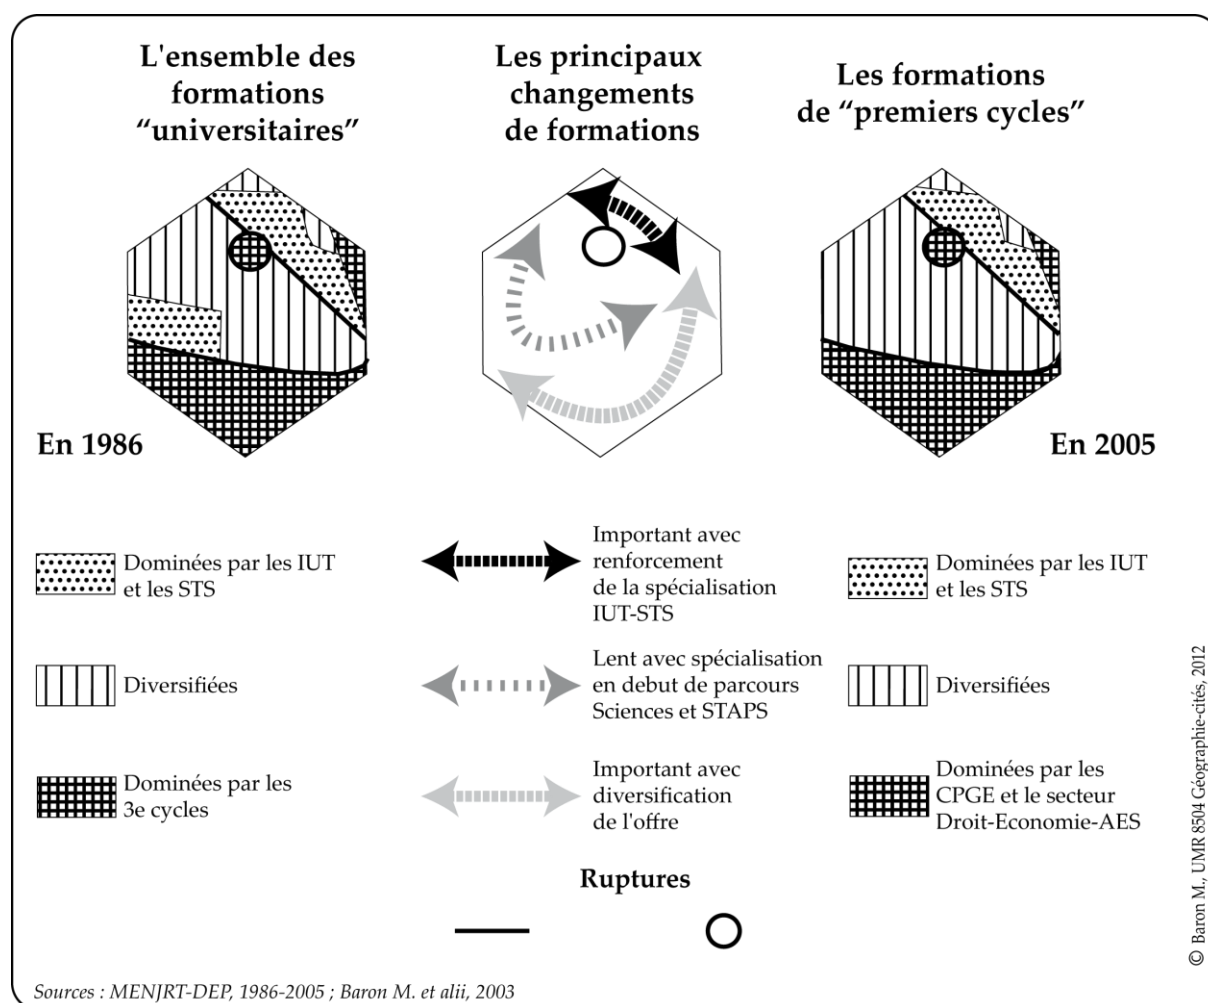 L'ensemble des
formations
“universitaires”
Les principaux
changements
de formations
Les formations
de “premiers cycles”
En 1986
En 2005
Dominées par les IUT
et les STS
Diversifiées
Dominées par les
3e cycles
Important avec
renforcement
de la spécialisation
IUT-STS
Lent avec spécialisation
en debut de parcours
Sciences et STAPS
Important avec
diversification
de l'offre
Dominées par les IUT
et les STS
Diversifiées
Dominées par les
CPGE et le secteur
Droit-Economie-AES
Ruptures
Sources : MENJRT-DEP, 1986-2005 ; Baron M. et alii, 2003
© Baron M., UMR 8504 Géographie-cités, 2012